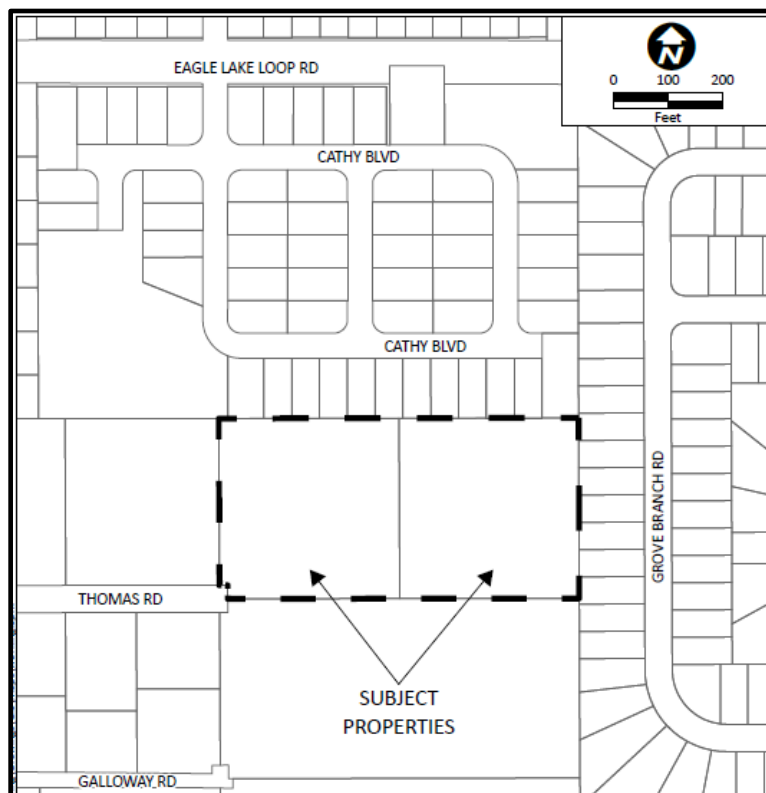 EAGLE LAKE LOOP RD
N
0 100 200
Feet
CATHY BLVD
CATHY BLVD
GROVE BRANCH RD
THOMAS RD
SUBJECT
PROPERTIES
GALLOWAY RD